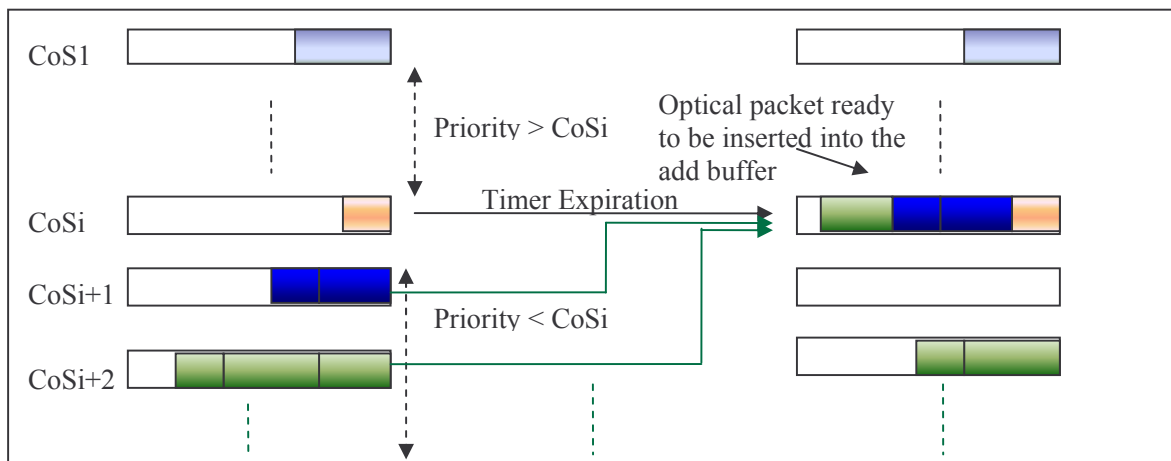 CoS1
Priority > CoSi
Optical packet ready
to be inserted into the
add buffer
CoSi
Timer Expiration
CoSi+1
Priority < CoSi
CoSi+2